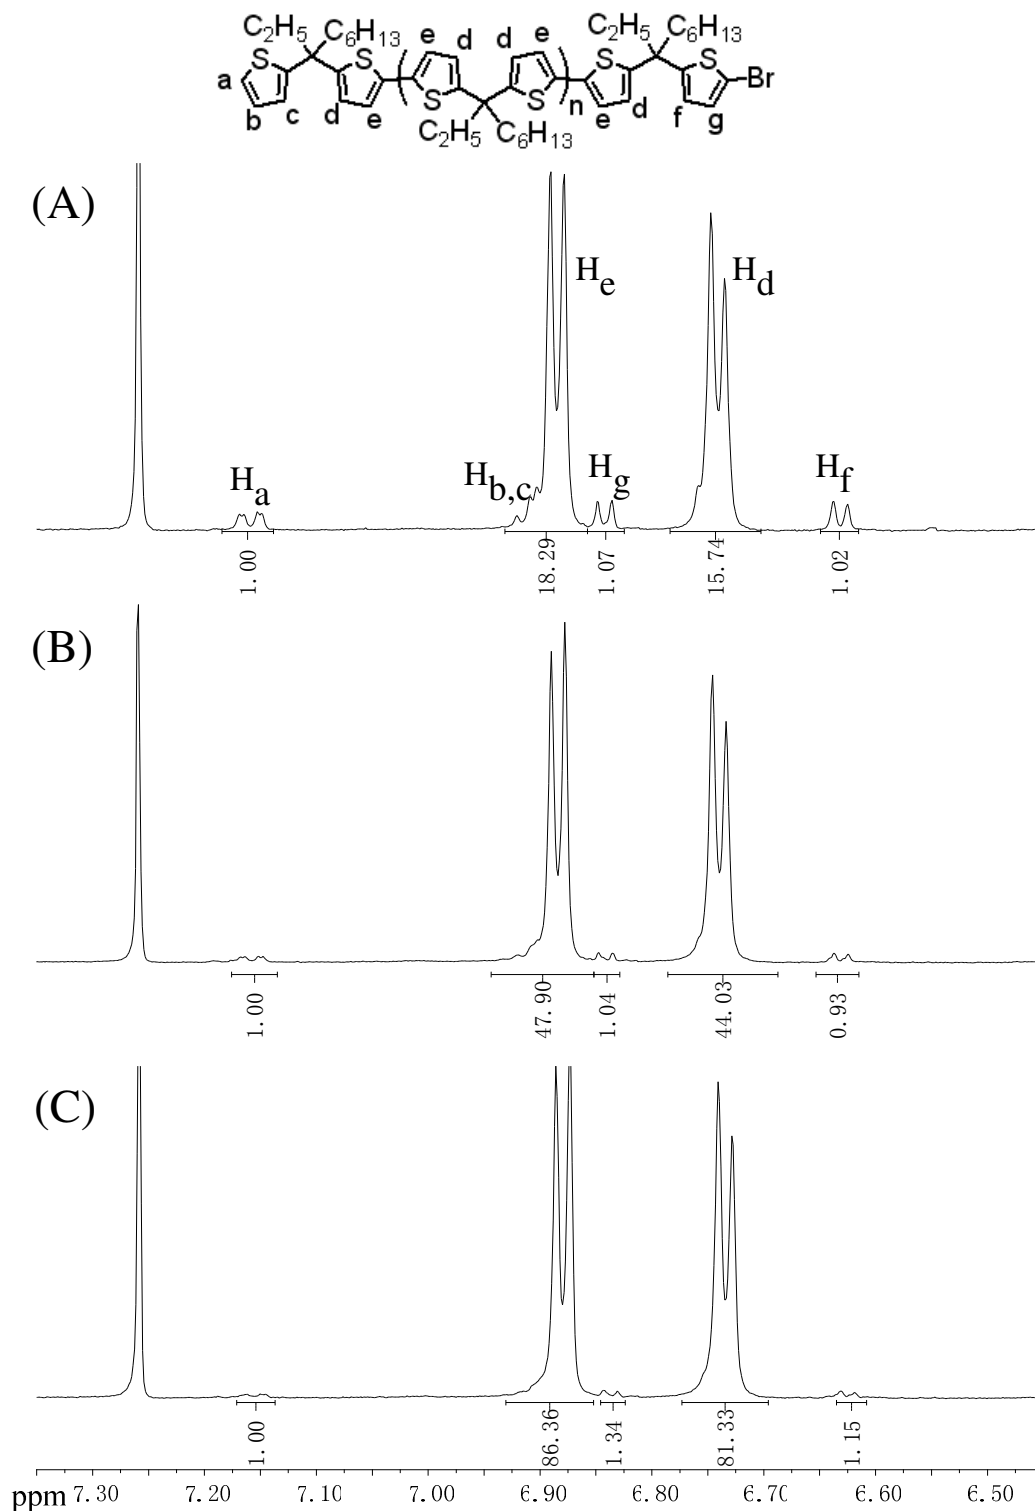 C2H5 C6H13 e d d e C2H5 C6H13
a S S S S Br
b c d e S S n e d f g
C2H5 C6H13
(A)
He
Hd
Ha
Hb,c
Hg
Hf
1.00
18.29
1.07
15.74
1.02
(B)
1.00
47.90
1.04
44.03
0.93
(C)
1.00
86.36
1.34
81.33
1.15
ppm 7.30 7.20 7.10 7.00 6.90 6.80 6.70 6.60 6.50